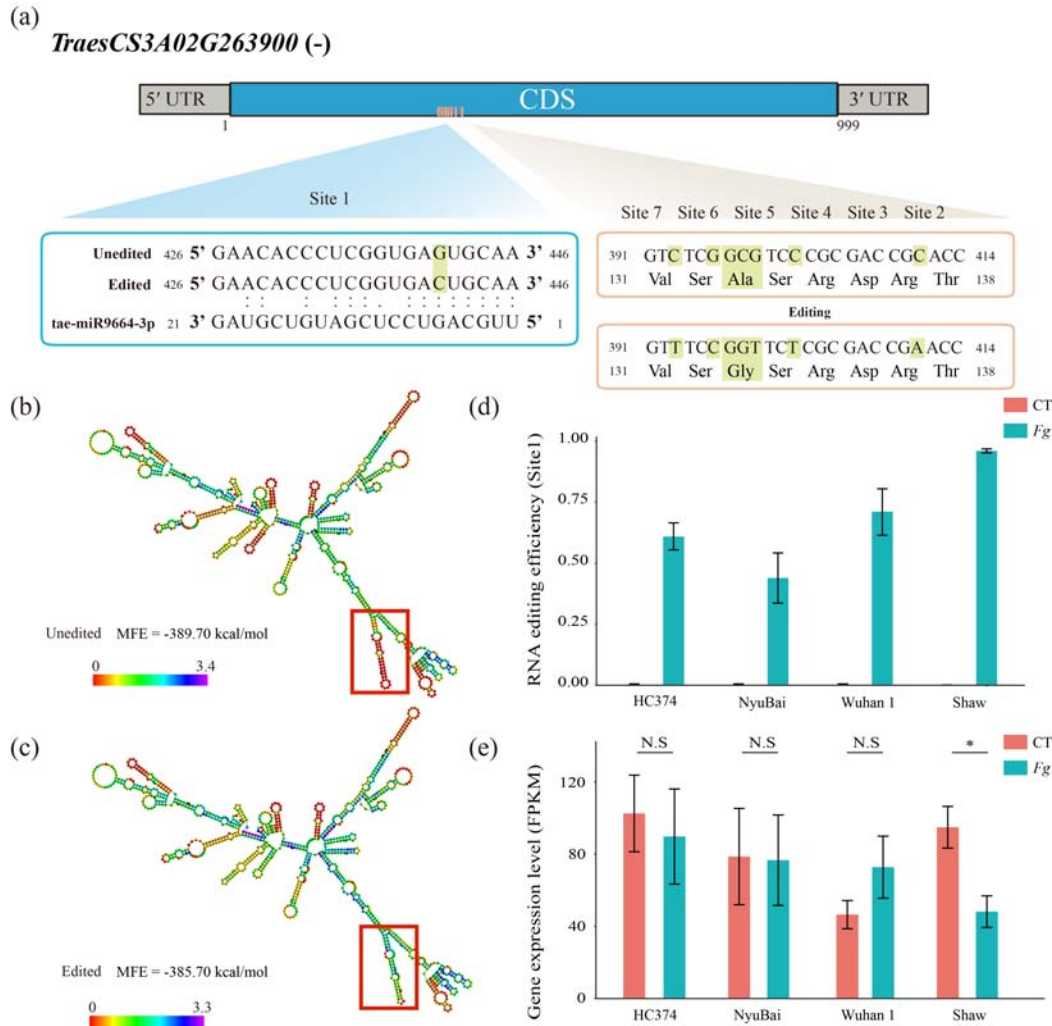 (a)
TraesCS3A02G263900 (-)
5′ UTR CDS 3′ UTR
1 999
Site 1
Unedited 426 5’ GAACACCCUCGGUGAGUGCAA 3’ 446
Edited 426 5’ GAACACCCUCGGUGACUGCAA 3’ 446
tae-miR9664-3p 21 3’ GAUGCUGUAGCUCCUGACGUU 5’ 1
Site 7 Site 6 Site 5 Site 4 Site 3 Site 2
391 GTC TCG GCG TCC CGC GAC CGC ACC 414
131 Val Ser Ala Ser Arg Asp Arg Thr 138
Editing
391 GTT TCC GGT TCT CGC GAC CGA ACC 414
131 Val Ser Gly Ser Arg Asp Arg Thr 138
(b)
Unedited MFE = -389.70 kcal/mol
0 3.4
(c)
Edited MFE = -385.70 kcal/mol
0 3.3
(d)
CT
Fg
RNA editing efficiency (Site1)
1.00
0.75
0.50
0.25
0.00
HC374 NyuBai Wuhan 1 Shaw
(e)
CT
Fg
N.S N.S N.S *
Gene expression level (FPKM)
120
80
40
0
HC374 NyuBai Wuhan 1 Shaw